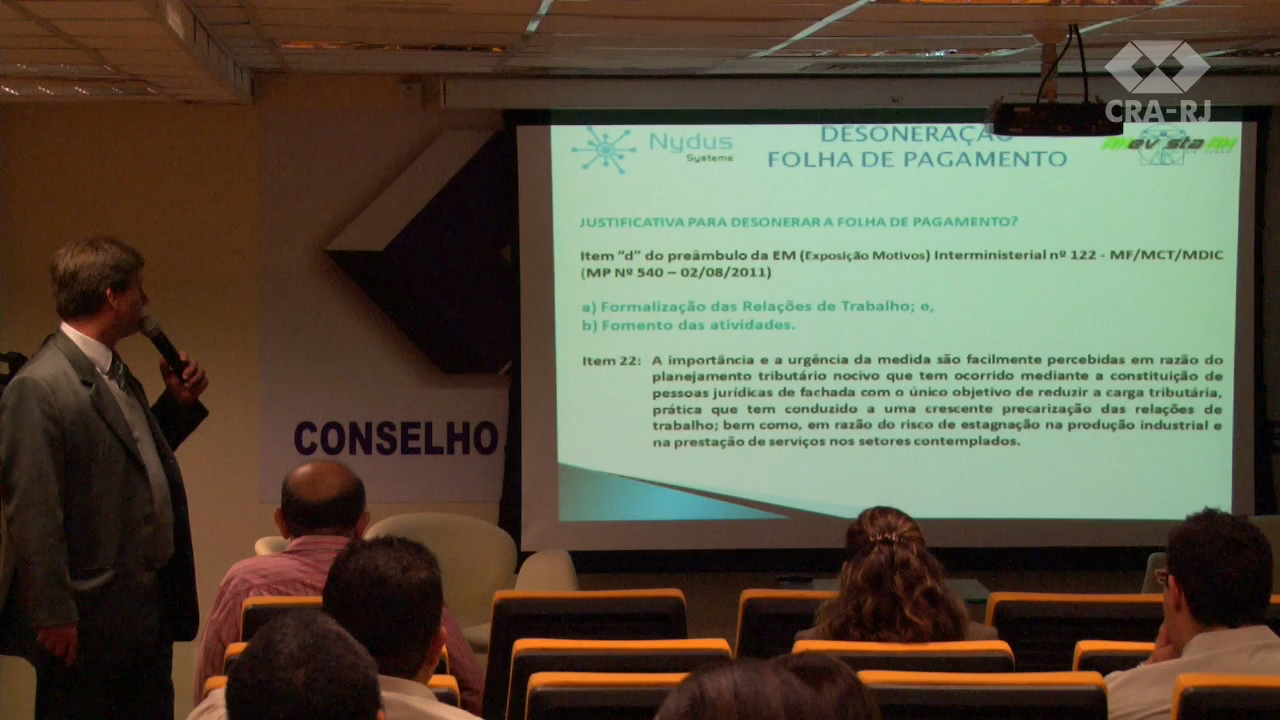 CRA-RJ
Nydus
Systems
DESONERAÇÃO
FOLHA DE PAGAMENTO
JUSTIFICATIVA PARA DESONERAR A FOLHA DE PAGAMENTO?
Item “d” do preâmbulo da EM (Exposição Motivos) Interministerial nº 122 - MF/MCT/MDIC
(MP Nº 540 – 02/08/2011)
a) Formalização das Relações de Trabalho; e,
b) Fomento das atividades.
Item 22: A importância e a urgência da medida são facilmente percebidas em razão do
planejamento tributário nocivo que tem ocorrido mediante a constituição de
pessoas jurídicas de fachada com o único objetivo de reduzir a carga tributária,
prática que tem conduzido a uma crescente precarização das relações de
trabalho; bem como, em razão do risco de estagnação na produção industrial e
na prestação de serviços nos setores contemplados.
CONSELHO